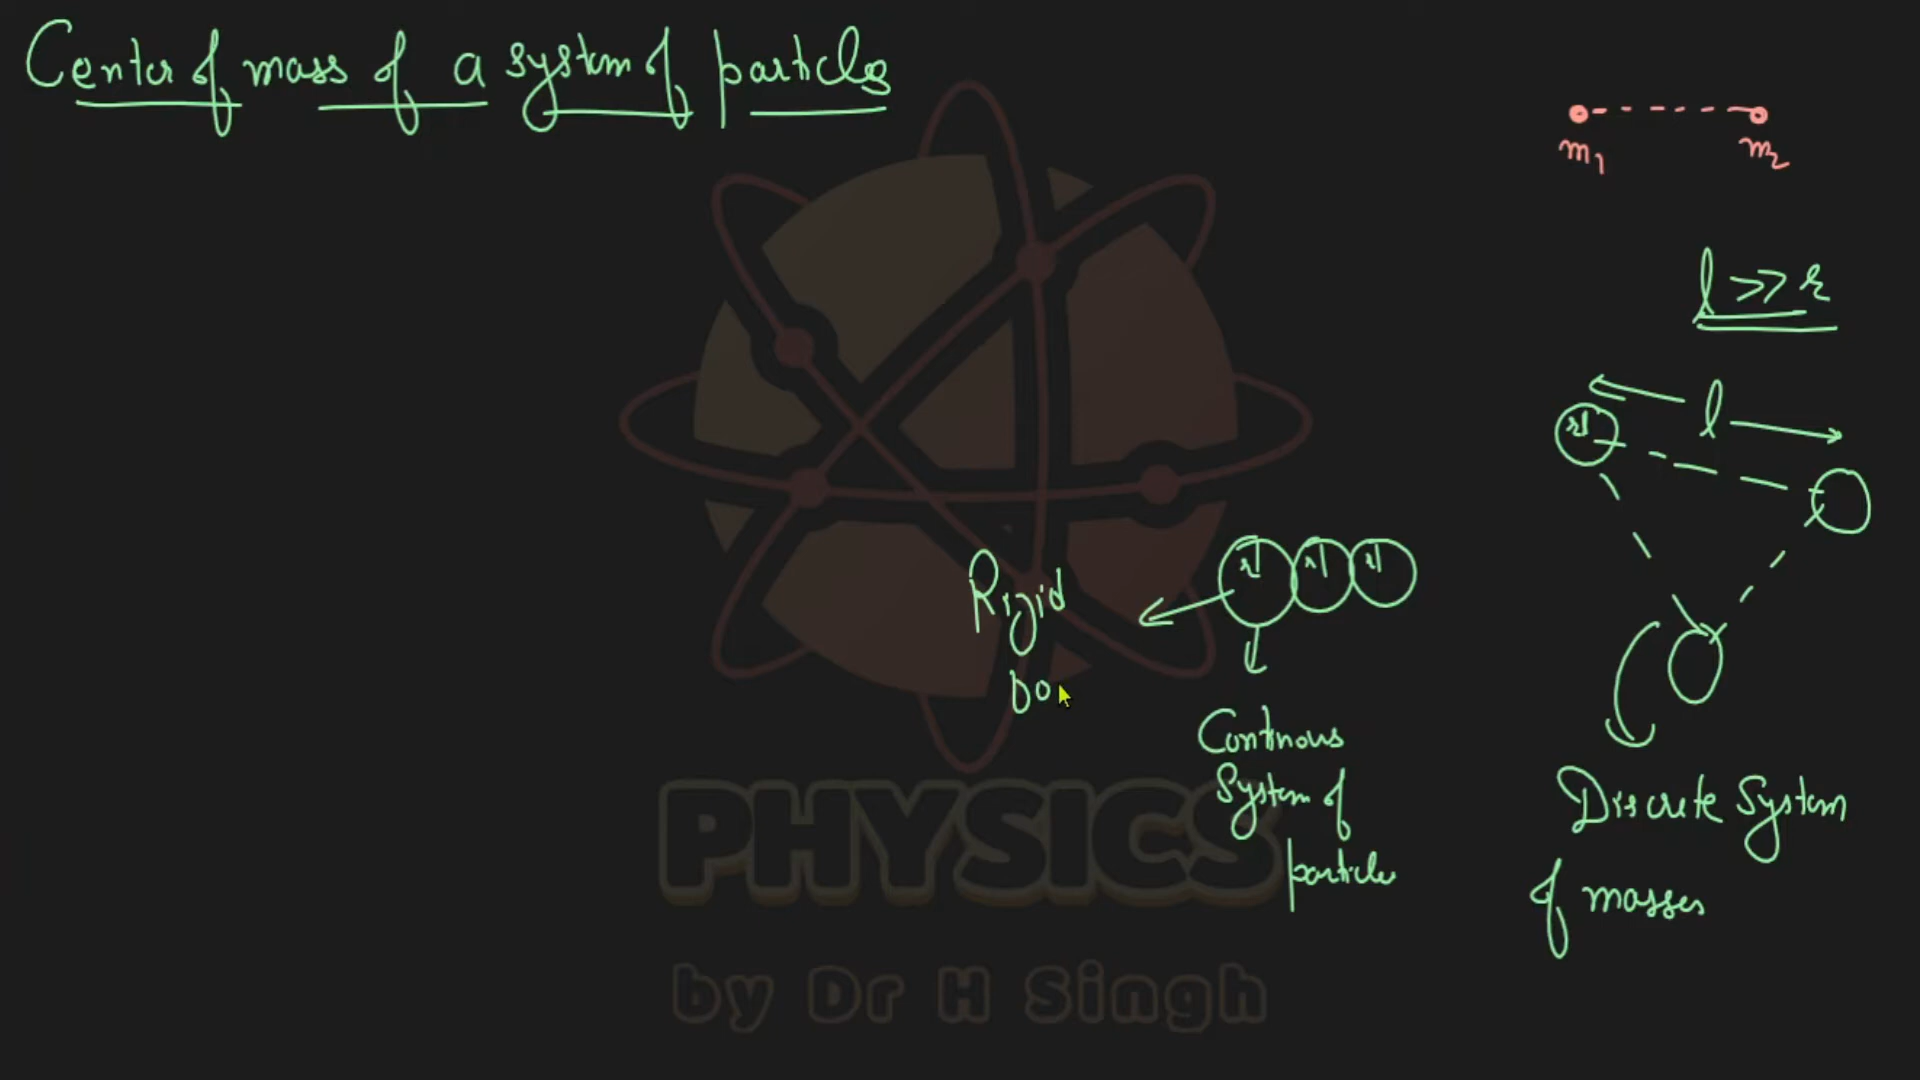 Center of mass of a system of particles
m1 m2
l >> r
l
r
r r r
Rigid
bo
Continous
System of
particles
Discrete System
of masses
PHYSICS
by Dr H Singh